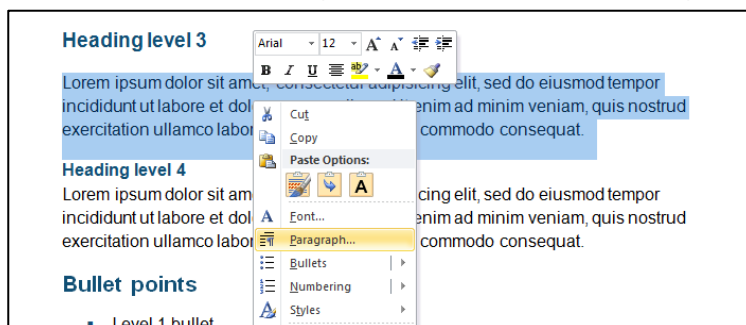 Heading level 3
Arial 12
B I U ab A
Lorem ipsum dolor sit amet, consectetur adipisicing elit, sed do eiusmod tempor
incididunt ut labore et dol enim ad minim veniam, quis nostrud
exercitation ullamco labor commodo consequat.
Cut
Copy
Paste Options:
A
Heading level 4
Lorem ipsum dolor sit am cing elit, sed do eiusmod tempor
incididunt ut labore et dol enim ad minim veniam, quis nostrud
exercitation ullamco labor commodo consequat.
Font...
Paragraph...
Bullets
Numbering
Styles
Bullet points
Level 1 bullet